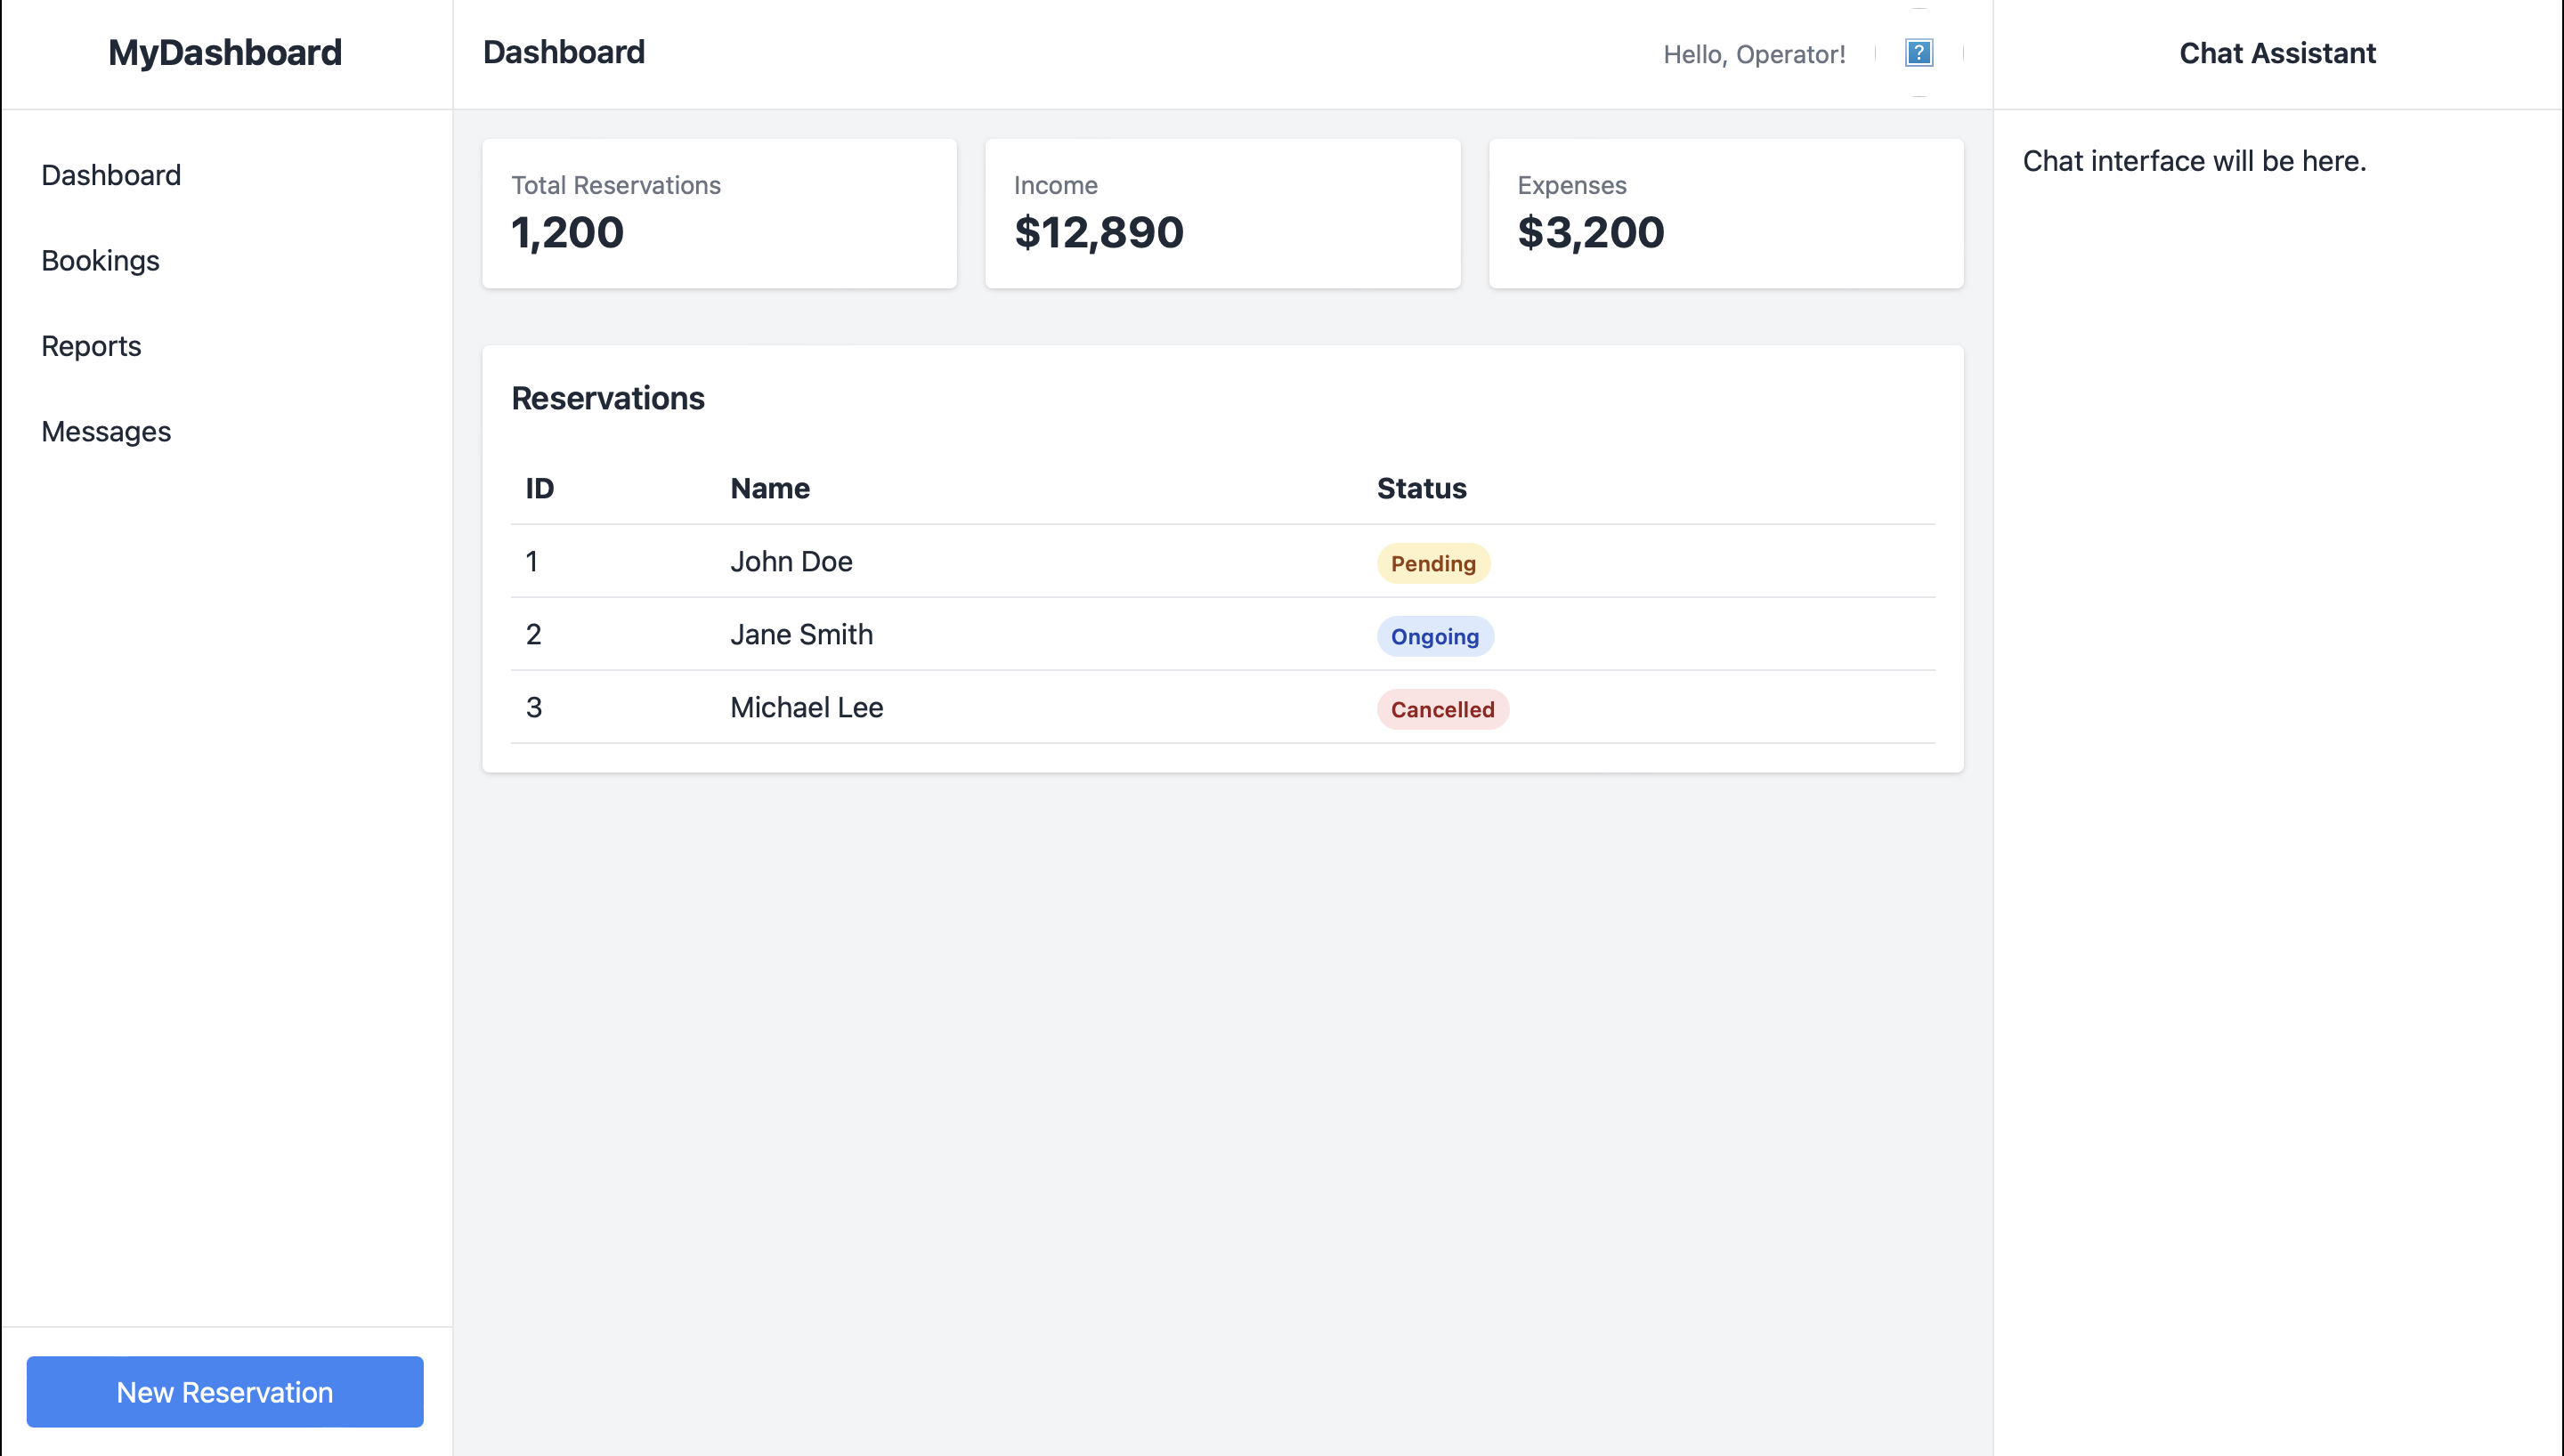 MyDashboard
Dashboard
Bookings
Reports
Messages
New Reservation
Dashboard
Hello, Operator!
?
Total Reservations
1,200
Income
$12,890
Expenses
$3,200
Reservations
ID Name Status
1 John Doe Pending
2 Jane Smith Ongoing
3 Michael Lee Cancelled
Chat Assistant
Chat interface will be here.